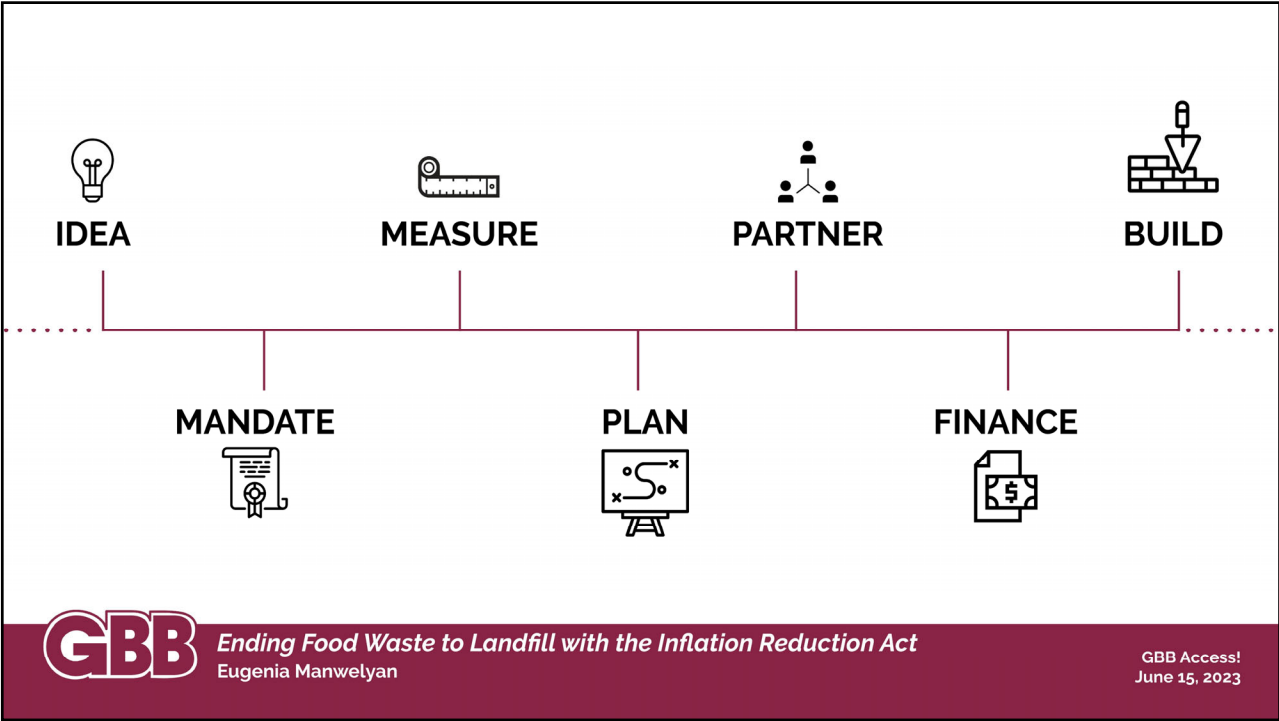 IDEA
MEASURE
PARTNER
BUILD
MANDATE
PLAN
FINANCE
$
GBB
Ending Food Waste to Landfill with the Inflation Reduction Act
Eugenia Manwelyan
GBB Access!
June 15, 2023